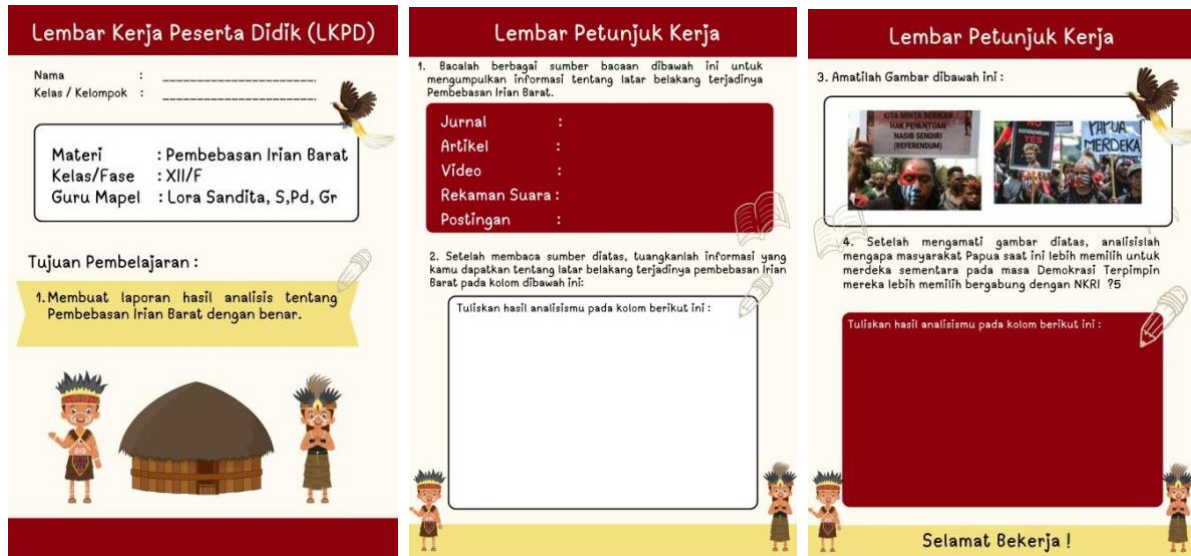 Lembar Kerja Peserta Didik (LKPD)
Nama : ____________________
Kelas / Kelompok : ____________________
Materi : Pembebasan Irian Barat
Kelas/Fase : XII/F
Guru Mapel : Lora Sandita, S,Pd, Gr
Tujuan Pembelajaran :
1. Membuat laporan hasil analisis tentang
Pembebasan Irian Barat dengan benar.
Lembar Petunjuk Kerja
1. Bacalah berbagai sumber bacaan dibawah ini untuk
mengumpulkan informasi tentang latar belakang terjadinya
Pembebasan Irian Barat.
Jurnal :
Artikel :
Video :
Rekaman Suara :
Postingan :
2. Setelah membaca sumber diatas, tuangkanlah informasi yang
kamu dapatkan tentang latar belakang terjadinya pembebasan Irian
Barat pada kolom dibawah ini:
Tuliskan hasil analisismu pada kolom berikut ini :
Lembar Petunjuk Kerja
3. Amatilah Gambar dibawah ini :
KITA MINTA BERIKAN
HAK PENENTUAN
NASIB SENDIRI
(REFERENDUM)
NO
REFERENDUM
YES
PAPUA
MERDEKA
4. Setelah mengamati gambar diatas, analisislah
mengapa masyarakat Papua saat ini lebih memilih untuk
merdeka sementara pada masa Demokrasi Terpimpin
mereka lebih memilih bergabung dengan NKRI ?5
Tuliskan hasil analisismu pada kolom berikut ini :
Selamat Bekerja !